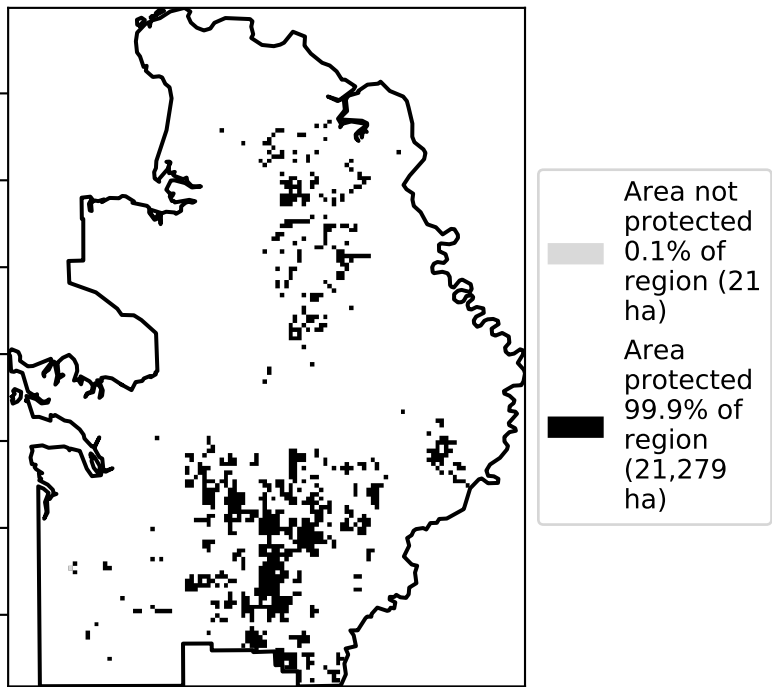 Area not
protected
0.1% of
region (21
ha)
Area
protected
99.9% of
region
(21,279
ha)